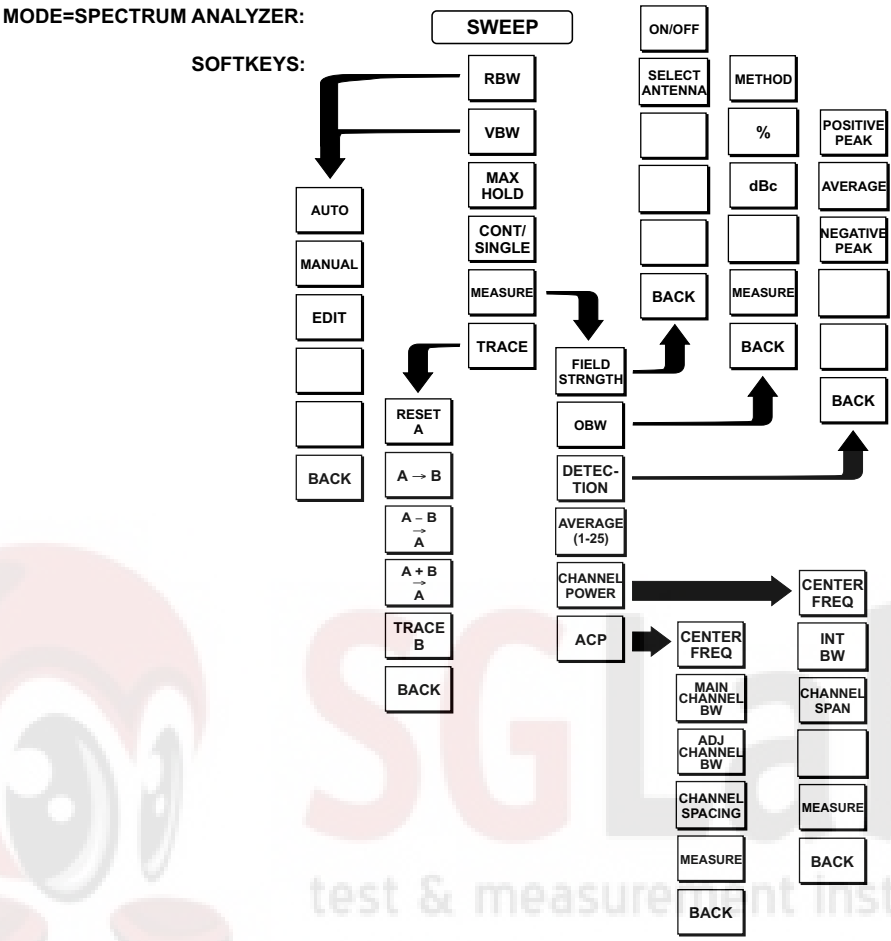 MODE=SPECTRUM ANALYZER:
SOFTKEYS:
SWEEP
RBW
VBW
MAX
HOLD
CONT/
SINGLE
MEASURE
TRACE
AUTO
MANUAL
EDIT
BACK
RESET
A
A → B
A – B
→
A
A + B
→
A
TRACE
B
BACK
FIELD
STRNGTH
OBW
DETEC-
TION
AVERAGE
(1-25)
CHANNEL
POWER
ACP
ON/OFF
SELECT
ANTENNA
BACK
METHOD
%
dBc
MEASURE
BACK
POSITIVE
PEAK
AVERAGE
NEGATIVE
PEAK
BACK
CENTER
FREQ
MAIN
CHANNEL
BW
ADJ
CHANNEL
BW
CHANNEL
SPACING
MEASURE
BACK
CENTER
FREQ
INT
BW
CHANNEL
SPAN
MEASURE
BACK
SGLa
test & measurement inst